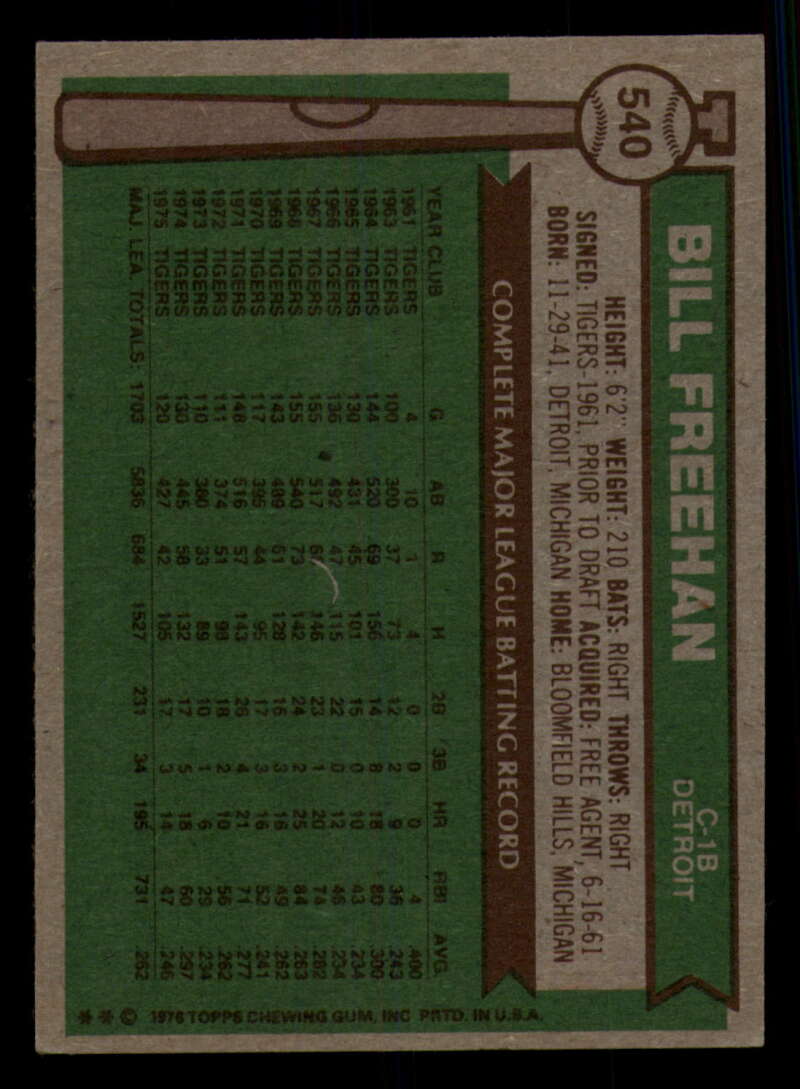 540
BILL FREEHAN
C-1B
DETROIT
HEIGHT: 6'2" WEIGHT: 210 BATS: RIGHT THROWS: RIGHT
SIGNED: TIGERS-1961, PRIOR TO DRAFT ACQUIRED: FREE AGENT, 6-16-61
BORN: 11-29-41, DETROIT, MICHIGAN HOME: BLOOMFIELD HILLS, MICHIGAN
COMPLETE MAJOR LEAGUE BATTING RECORD
YEAR CLUB G AB R H 2B 3B HR RBI AVG.
1961 TIGERS 4 10 1 4 0 0 0 4 .400
1963 TIGERS 100 300 37 73 12 2 9 36 .243
1964 TIGERS 144 520 69 156 14 8 18 80 .300
1965 TIGERS 130 431 45 101 15 0 10 43 .234
1966 TIGERS 136 492 47 115 22 0 12 46 .234
1967 TIGERS 155 517 67 146 23 1 20 74 .282
1968 TIGERS 155 540 73 142 24 2 25 84 .263
1969 TIGERS 143 489 61 128 16 3 16 49 .262
1970 TIGERS 117 395 44 95 17 3 16 52 .241
1971 TIGERS 148 516 57 143 26 4 21 71 .277
1972 TIGERS 111 374 51 98 18 2 10 56 .262
1973 TIGERS 110 380 33 89 10 1 6 29 .234
1974 TIGERS 130 445 58 132 17 5 18 60 .297
1975 TIGERS 120 427 42 105 17 3 14 47 .246
MAJ. LEA. TOTALS: 1703 5836 684 1527 231 34 195 731 .262
** © 1976 TOPPS CHEWING GUM, INC. PRTD. IN U.S.A.